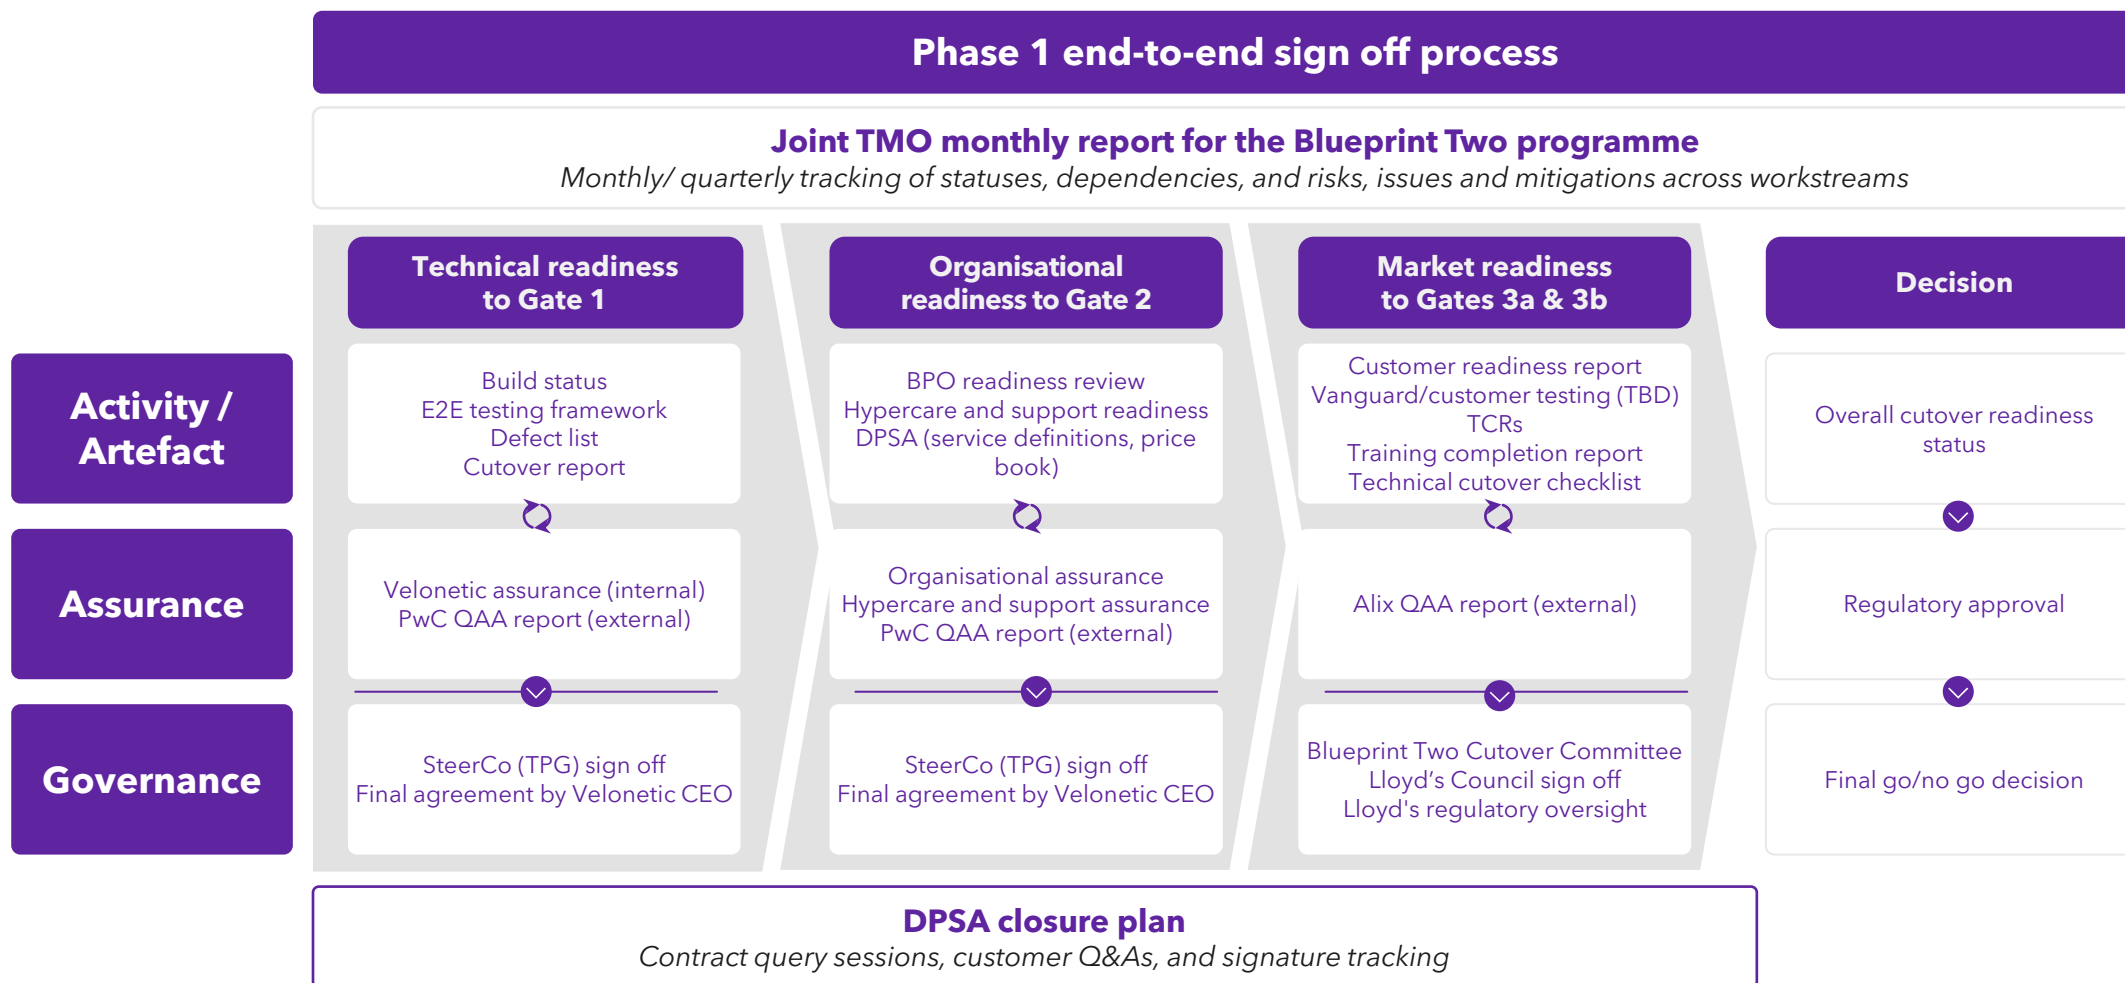 Phase 1 end-to-end sign off process
Joint TMO monthly report for the Blueprint Two programme
Monthly/ quarterly tracking of statuses, dependencies, and risks, issues and mitigations across workstreams
Technical readiness
to Gate 1
Organisational
readiness to Gate 2
Market readiness
to Gates 3a & 3b
Decision
Activity /
Artefact
Build status
E2E testing framework
Defect list
Cutover report
BPO readiness review
Hypercare and support readiness
DPSA (service definitions, price
book)
Customer readiness report
Vanguard/customer testing (TBD)
TCRs
Training completion report
Technical cutover checklist
Overall cutover readiness
status
Assurance
Velonetic assurance (internal)
PwC QAA report (external)
Organisational assurance
Hypercare and support assurance
PwC QAA report (external)
Alix QAA report (external)
Regulatory approval
Governance
SteerCo (TPG) sign off
Final agreement by Velonetic CEO
SteerCo (TPG) sign off
Final agreement by Velonetic CEO
Blueprint Two Cutover Committee
Lloyd’s Council sign off
Lloyd's regulatory oversight
Final go/no go decision
DPSA closure plan
Contract query sessions, customer Q&As, and signature tracking